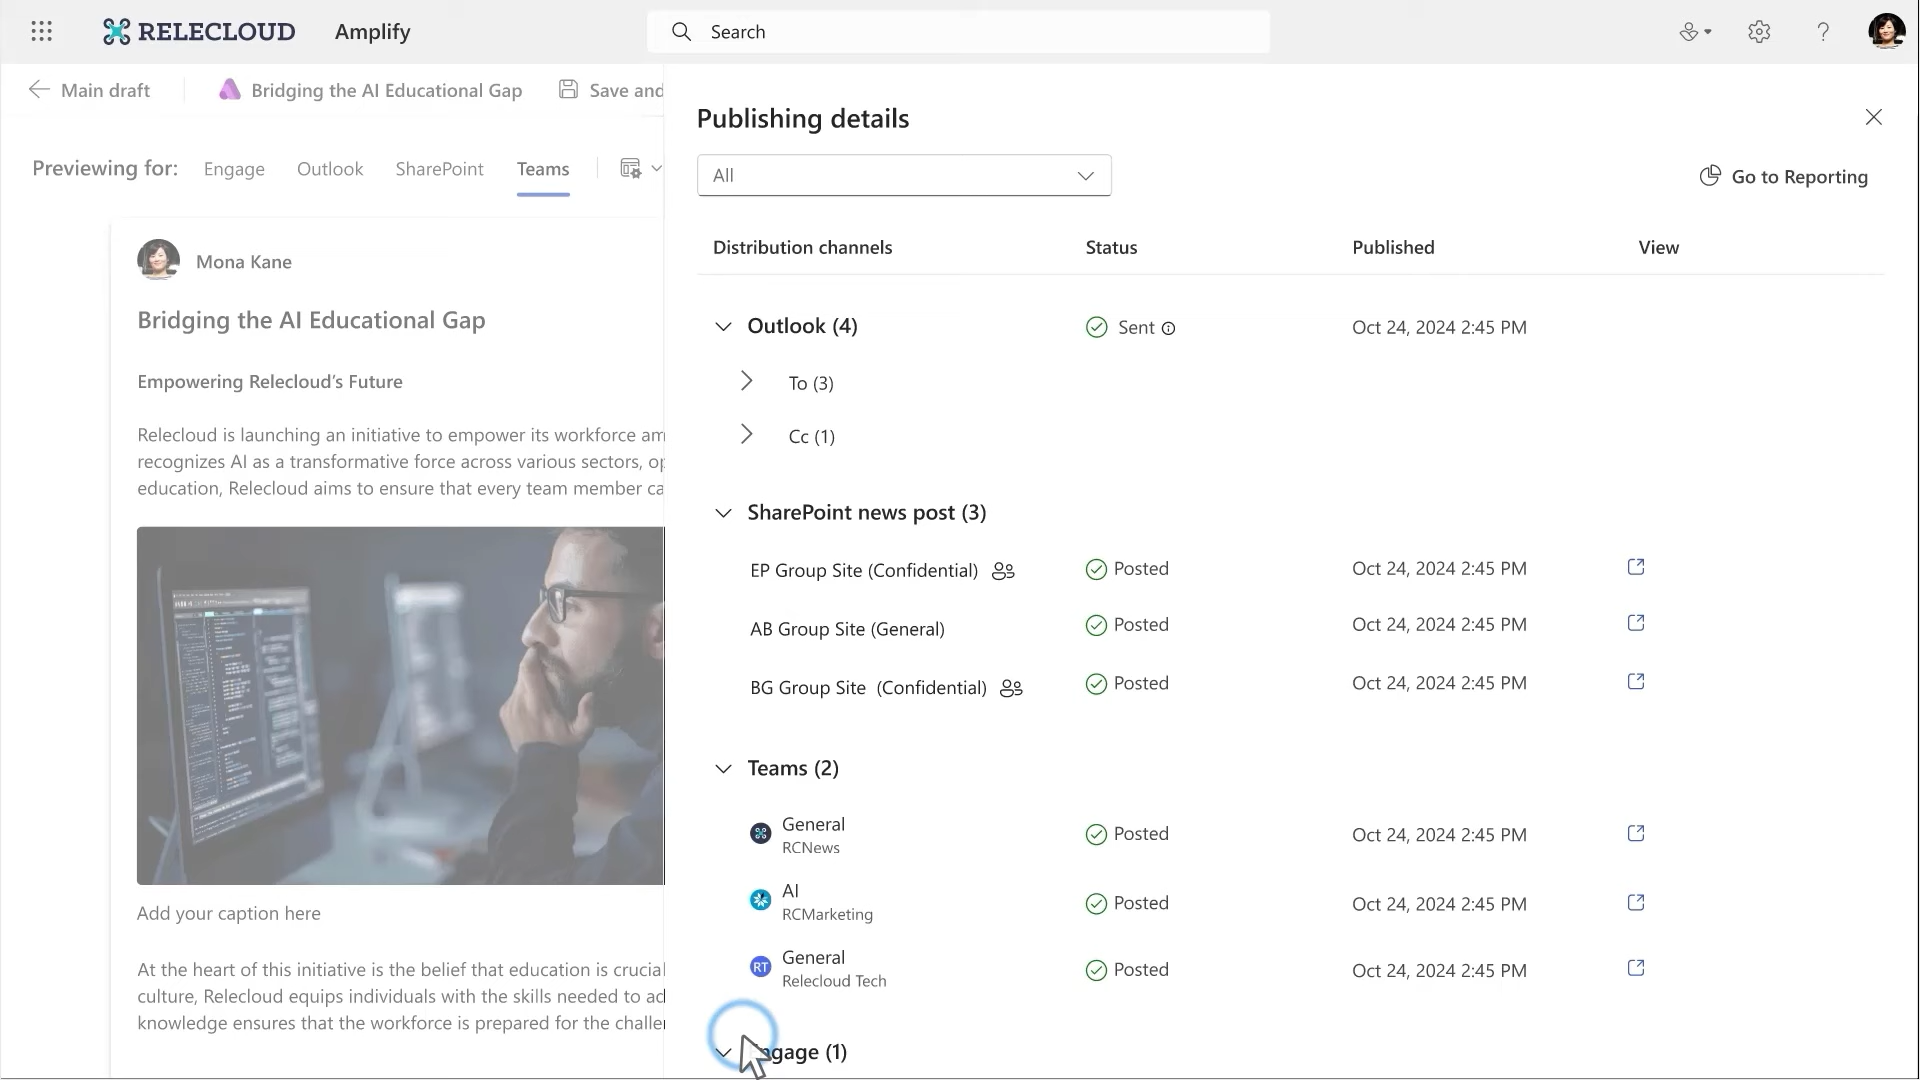 RELECLOUD
Amplify
Search
Main draft
Bridging the AI Educational Gap
Save and
Previewing for:
Engage
Outlook
SharePoint
Teams
Mona Kane
Bridging the AI Educational Gap
Empowering Relecloud's Future
Relecloud is launching an initiative to empower its workforce am
recognizes AI as a transformative force across various sectors, op
education, Relecloud aims to ensure that every team member ca
Add your caption here
At the heart of this initiative is the belief that education is crucial
culture, Relecloud equips individuals with the skills needed to ad
knowledge ensures that the workforce is prepared for the challe
Publishing details
All
Go to Reporting
Distribution channels Status Published View
Outlook (4) Sent Oct 24, 2024 2:45 PM
To (3)
Cc (1)
SharePoint news post (3)
EP Group Site (Confidential) Posted Oct 24, 2024 2:45 PM
AB Group Site (General) Posted Oct 24, 2024 2:45 PM
BG Group Site (Confidential) Posted Oct 24, 2024 2:45 PM
Teams (2)
General Posted Oct 24, 2024 2:45 PM
RCNews
AI Posted Oct 24, 2024 2:45 PM
RCMarketing
RT General Posted Oct 24, 2024 2:45 PM
Relecloud Tech
ngage (1)